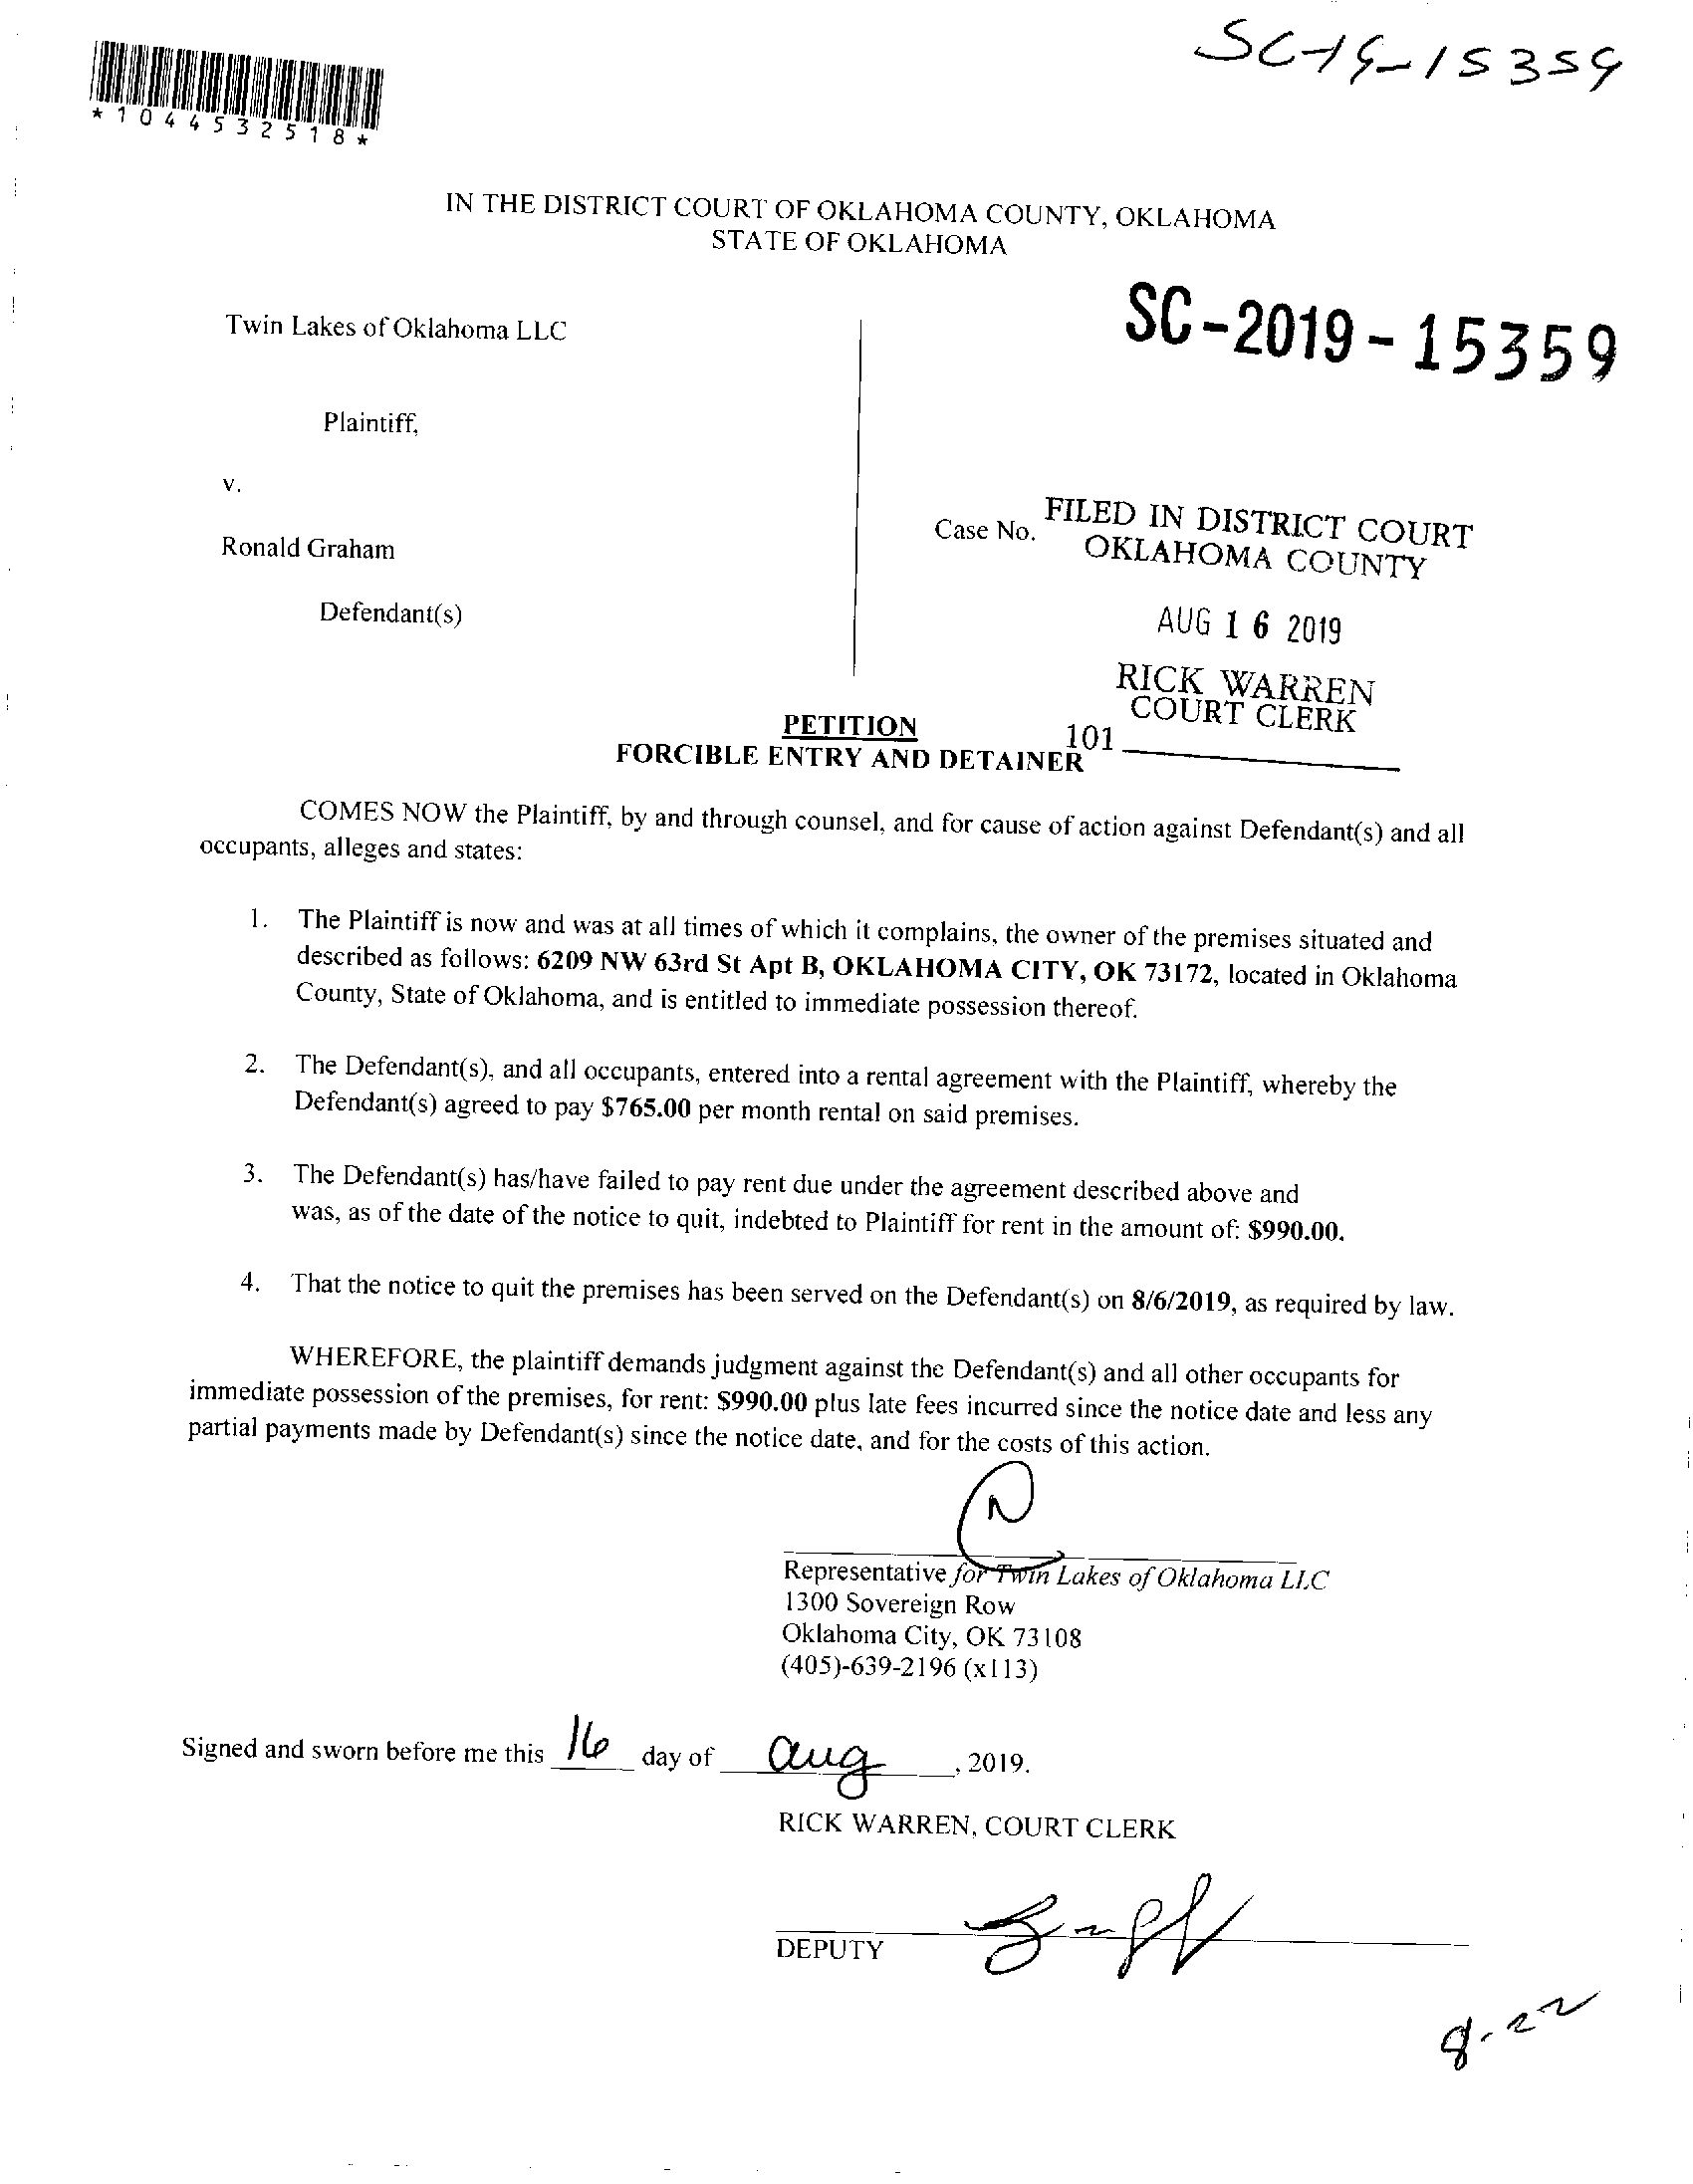 SC-19-15359
*1044532518*
IN THE DISTRICT COURT OF OKLAHOMA COUNTY, OKLAHOMA
STATE OF OKLAHOMA
Twin Lakes of Oklahoma LLC
SC-2019-15359
Plaintiff,
v.
Case No.
FILED IN DISTRICT COURT
OKLAHOMA COUNTY
Ronald Graham
Defendant(s)
AUG 16 2019
RICK WARREN
COURT CLERK
101
PETITION
FORCIBLE ENTRY AND DETAINER
COMES NOW the Plaintiff, by and through counsel, and for cause of action against Defendant(s) and all
occupants, alleges and states:
1. The Plaintiff is now and was at all times of which it complains, the owner of the premises situated and
described as follows: 6209 NW 63rd St Apt B, OKLAHOMA CITY, OK 73172, located in Oklahoma
County, State of Oklahoma, and is entitled to immediate possession thereof.
2. The Defendant(s), and all occupants, entered into a rental agreement with the Plaintiff, whereby the
Defendant(s) agreed to pay $765.00 per month rental on said premises.
3. The Defendant(s) has/have failed to pay rent due under the agreement described above and
was, as of the date of the notice to quit, indebted to Plaintiff for rent in the amount of: $990.00.
4. That the notice to quit the premises has been served on the Defendant(s) on 8/6/2019, as required by law.
WHEREFORE, the plaintiff demands judgment against the Defendant(s) and all other occupants for
immediate possession of the premises, for rent: $990.00 plus late fees incurred since the notice date and less any
partial payments made by Defendant(s) since the notice date, and for the costs of this action.
Representative for Twin Lakes of Oklahoma LLC
1300 Sovereign Row
Oklahoma City, OK 73108
(405)-639-2196 (x113)
Signed and sworn before me this 16 day of aug, 2019.
RICK WARREN, COURT CLERK
DEPUTY
8-22